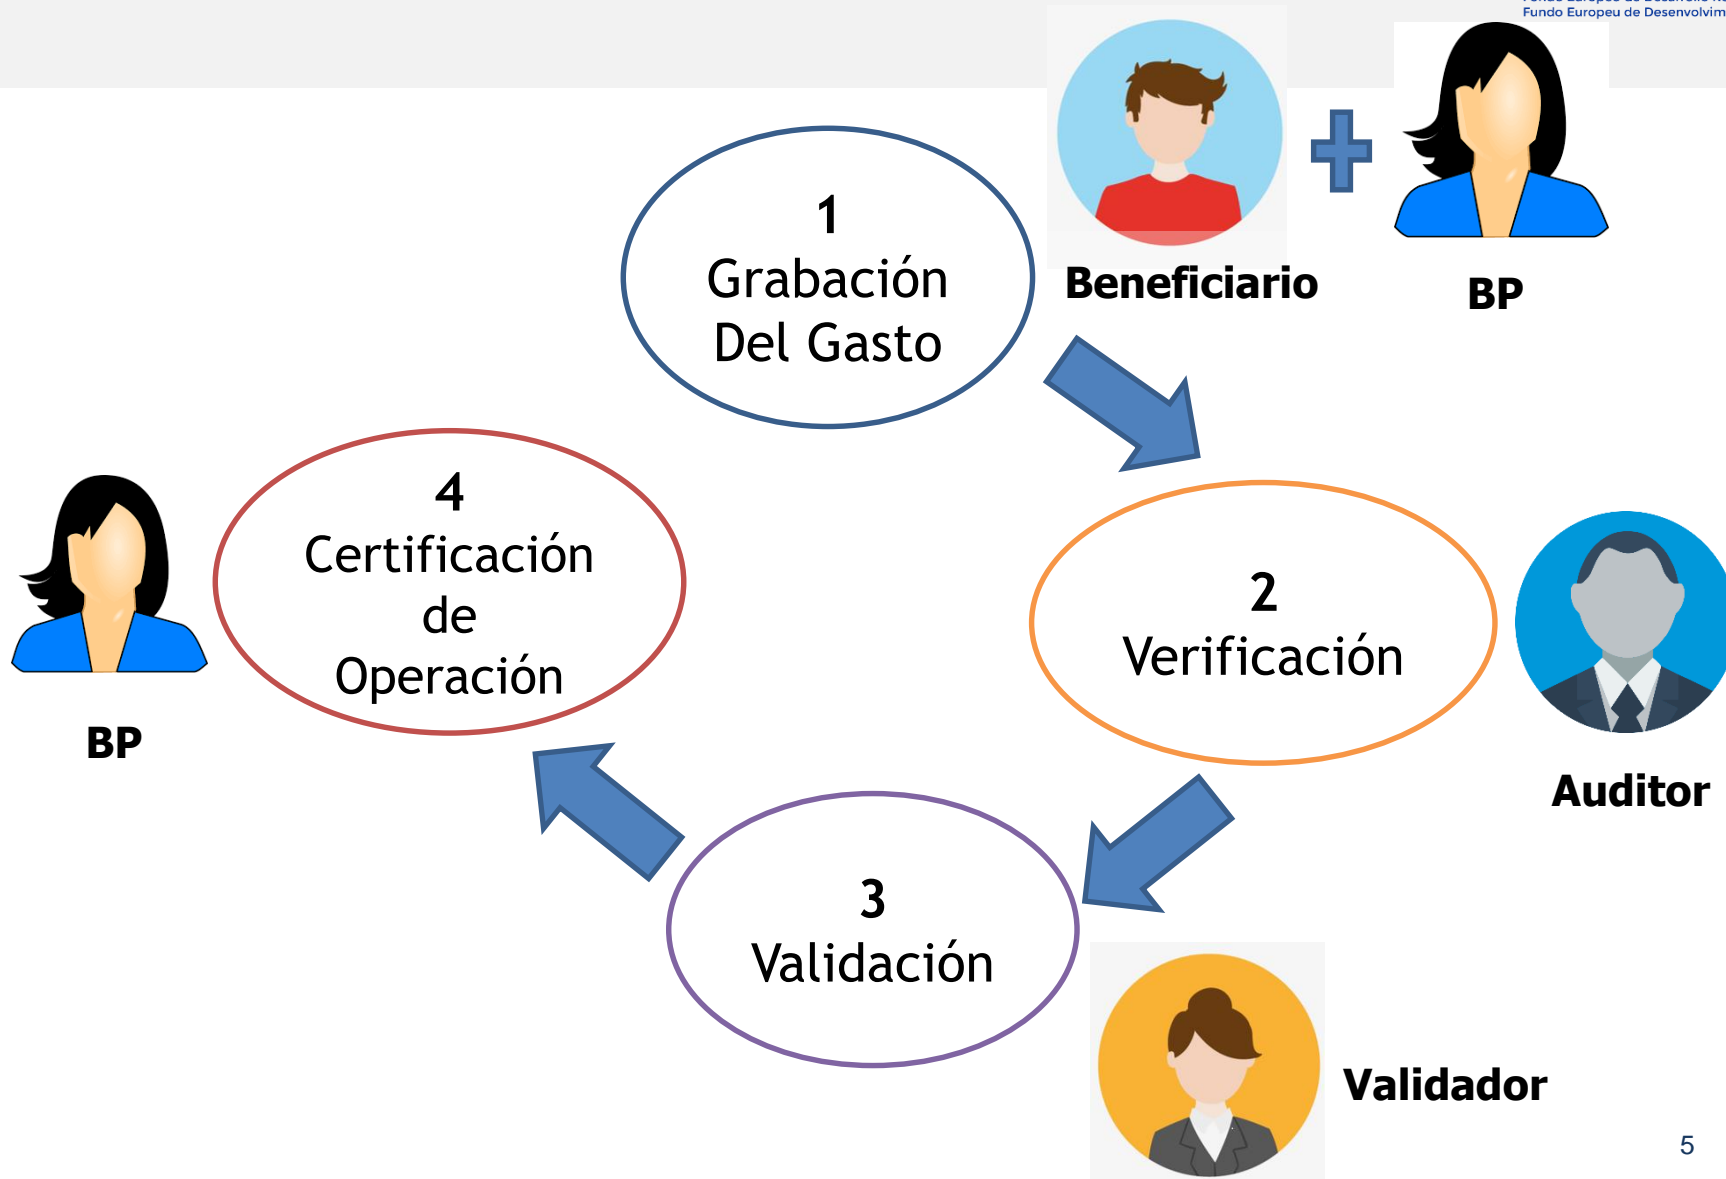 Fundo Europeu de
1
Grabación
Del Gasto
Beneficiario
BP
4
Certificación
de
Operación
BP
2
Verificación
Auditor
3
Validación
Validador
5